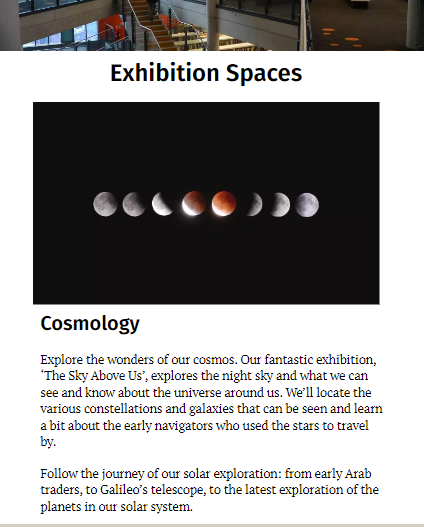 Exhibition Spaces
Cosmology
Explore the wonders of our cosmos. Our fantastic exhibition,
‘The Sky Above Us’, explores the night sky and what we can
see and know about the universe around us. We’ll locate the
various constellations and galaxies that can be seen and learn
a bit about the early navigators who used the stars to travel
by.
Follow the journey of our solar exploration: from early Arab
traders, to Galileo’s telescope, to the latest exploration of the
planets in our solar system.